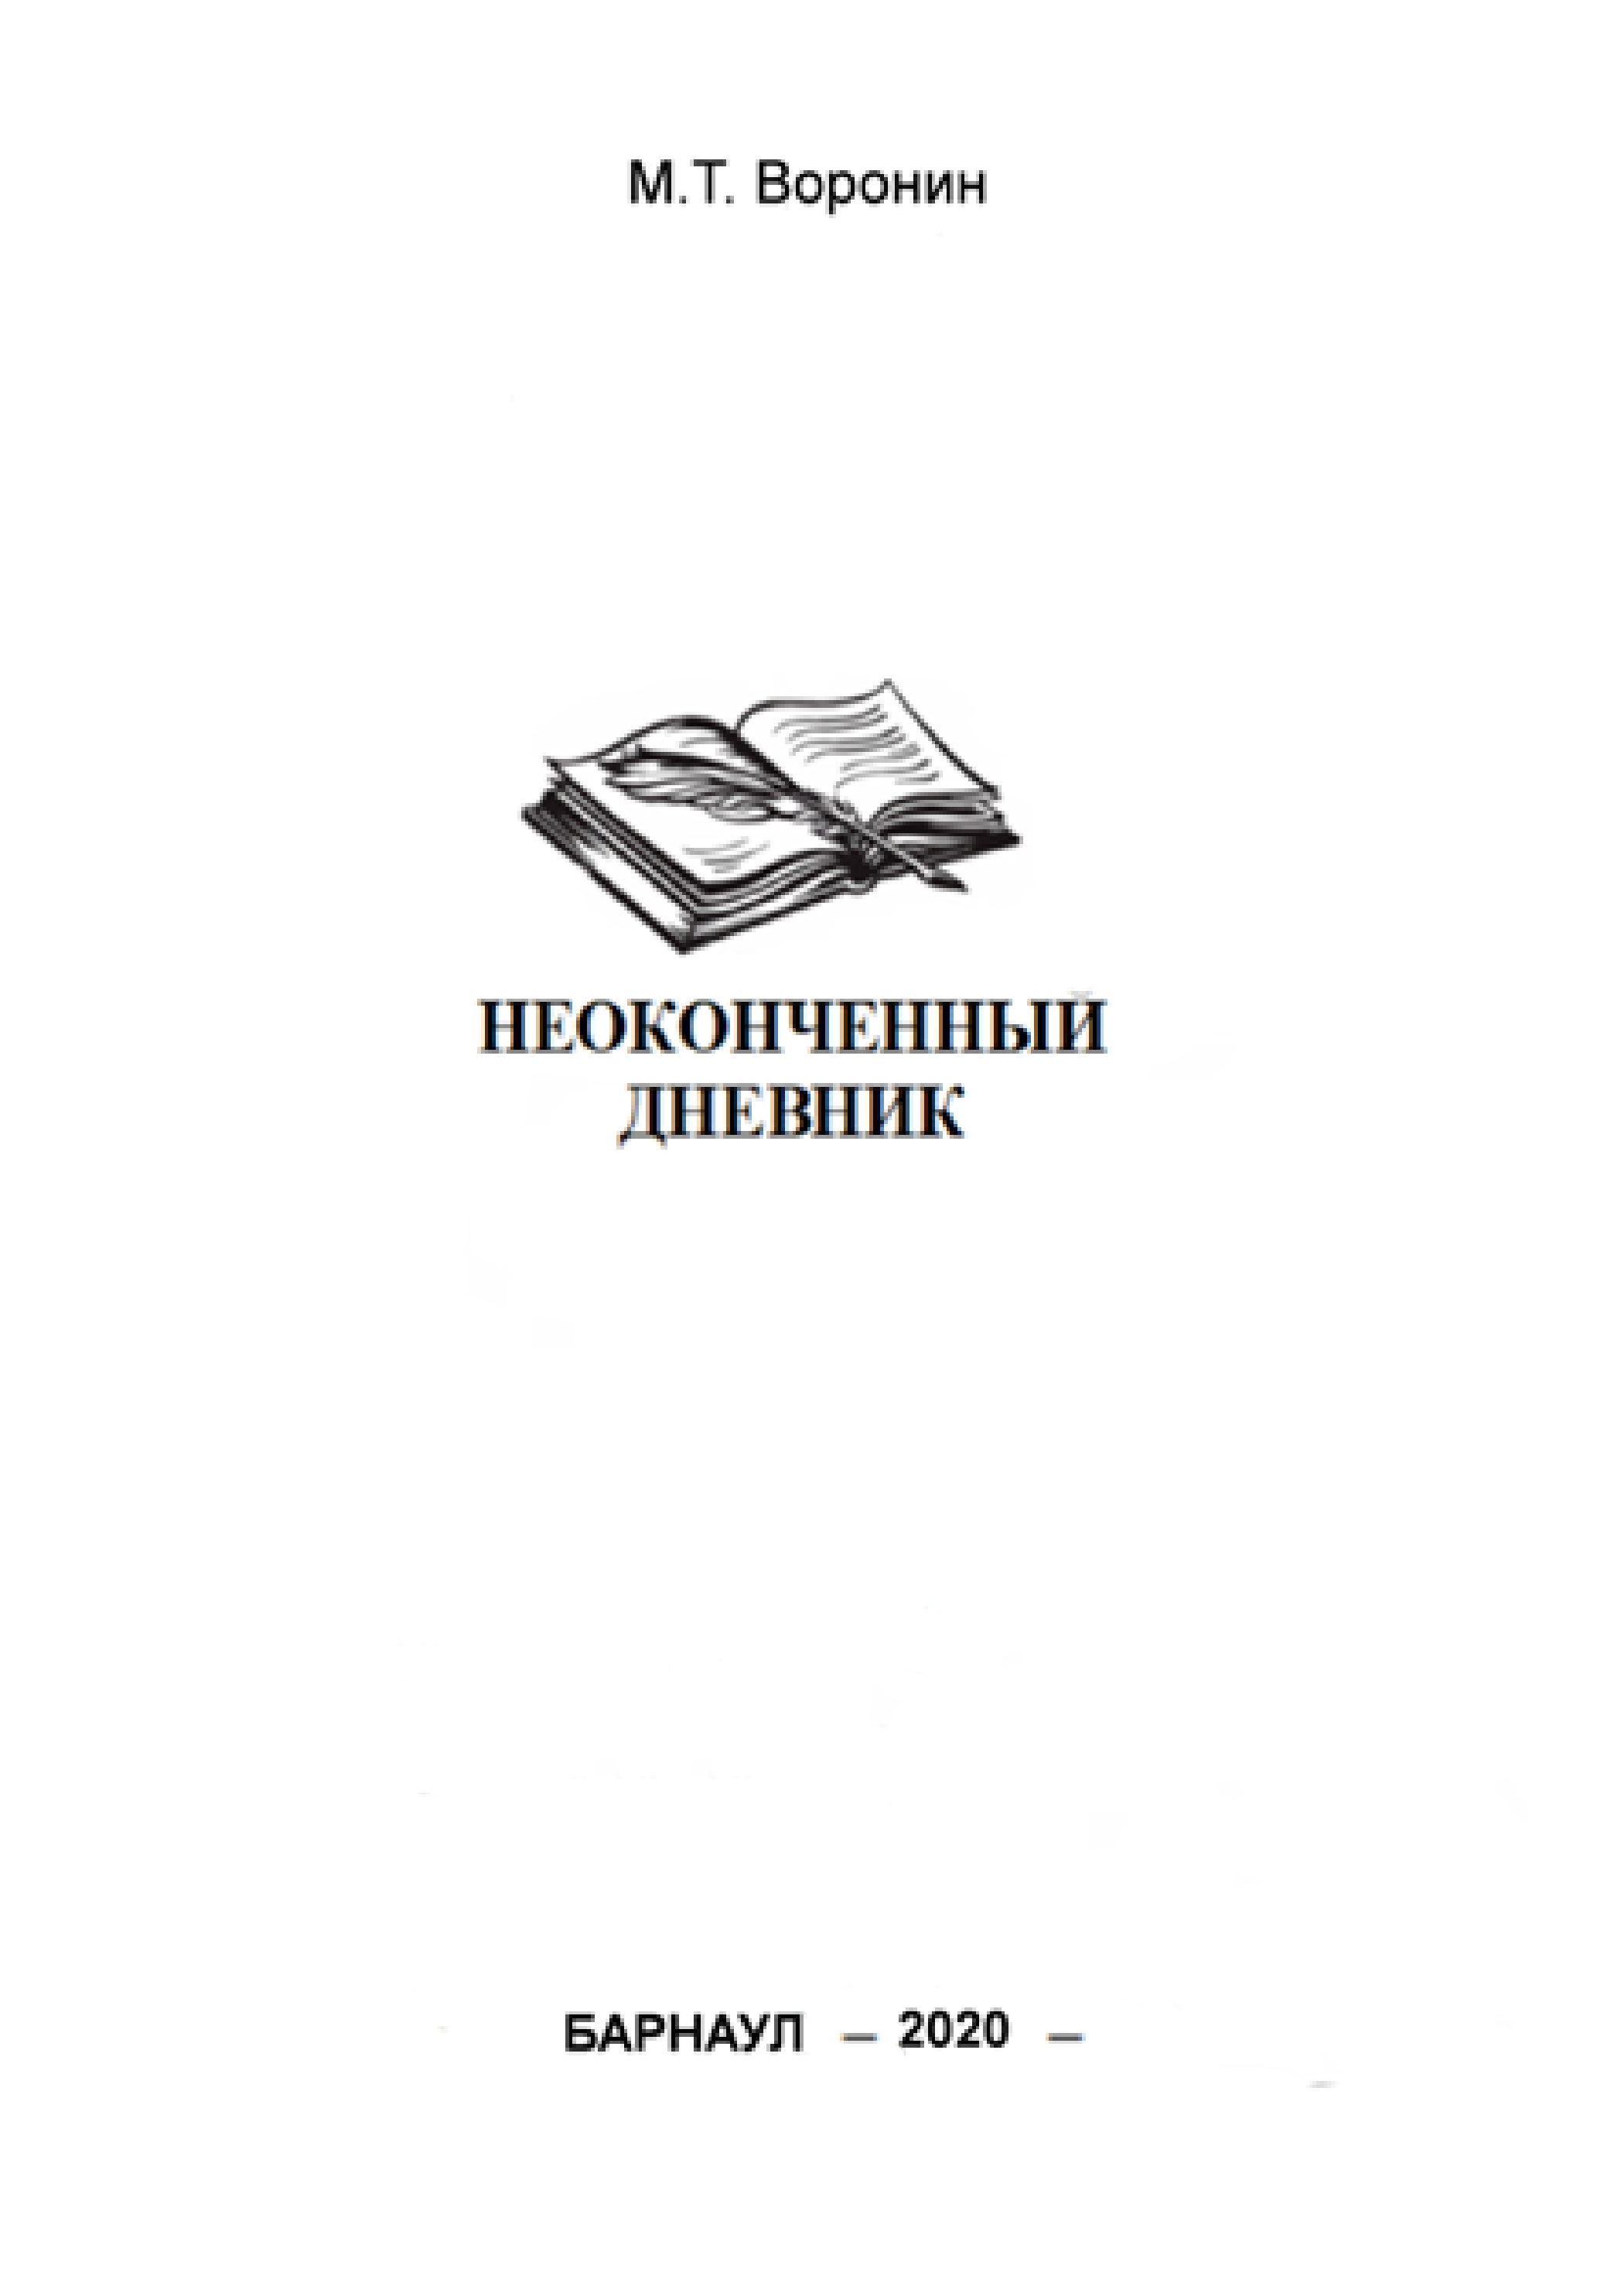 М.Т. Воронин
НЕОКОНЧЕННЫЙ
ДНЕВНИК
БАРНАУЛ – 2020 –